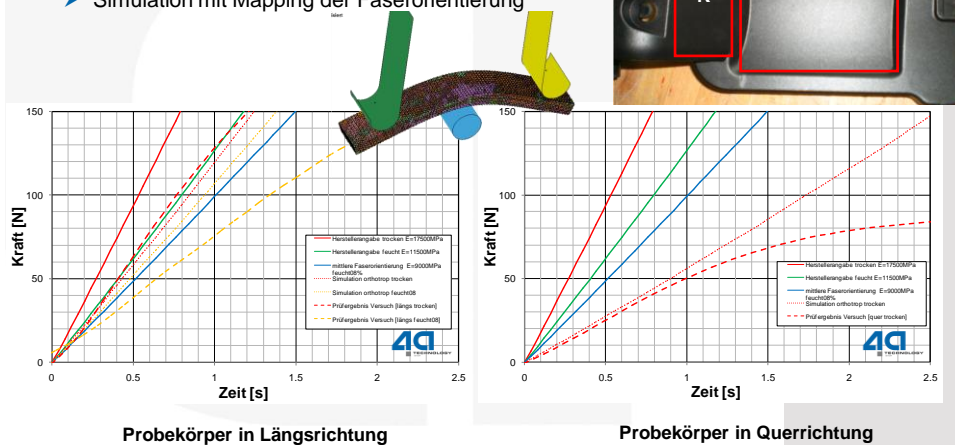 ➤ Simulation mit Mapping der Faserorientierung
150
100
50
0
Kraft [N]
0
0.5
1
1.5
2
2.5
Zeit [s]
Herstellerangabe trocken E=17500MPa
Herstellerangabe feucht E=11500MPa
mittlere Faserorientierung E=9000MPa
feucht08%
Simulation orthotrop trocken
Simulation orthotrop feucht08
Prüfergebnis Versuch [längs trocken]
Prüfergebnis Versuch [längs feucht08]
4a
TECHNOLOGY
Probekörper in Längsrichtung
150
100
50
0
Kraft [N]
0
0.5
1
1.5
2
2.5
Zeit [s]
Herstellerangabe trocken E=17500MPa
Herstellerangabe feucht E=11500MPa
mittlere Faserorientierung E=9000MPa
feucht08%
Simulation orthotrop trocken
Prüfergebnis Versuch [quer trocken]
4a
TECHNOLOGY
Probekörper in Querrichtung